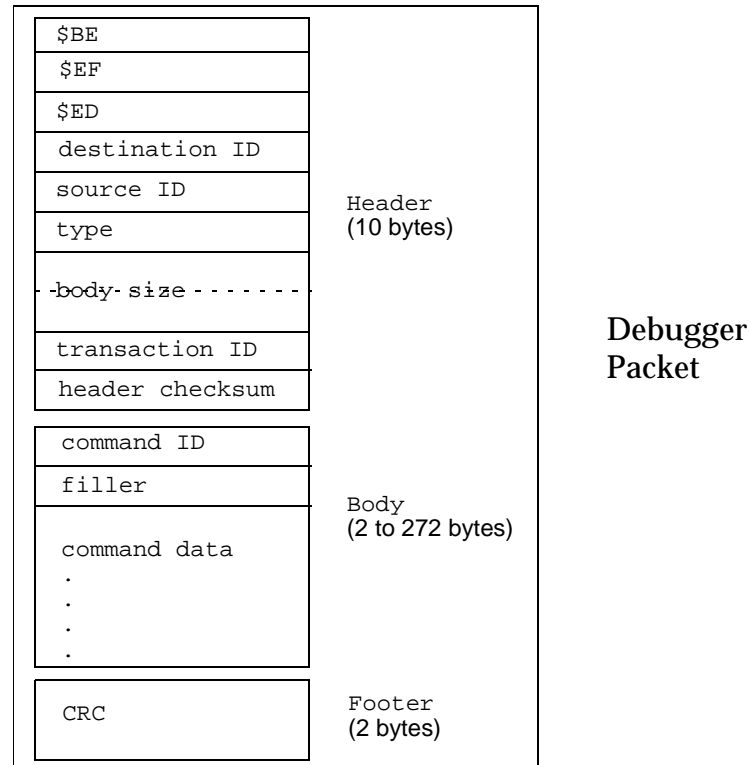 $BE
$EF
$ED
destination ID
source ID
type
body size
transaction ID
header checksum
Header
(10 bytes)
command ID
filler
command data
.
.
.
.
Body
(2 to 272 bytes)
CRC
Footer
(2 bytes)
Debugger
Packet